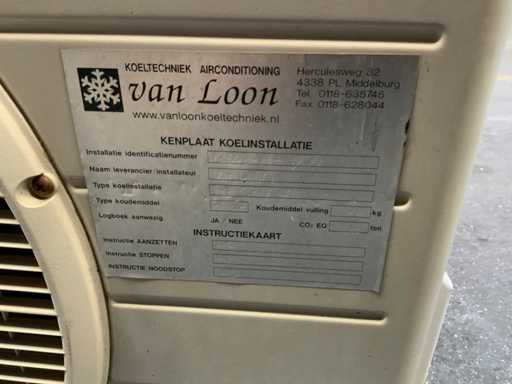 KOELTECHNIEK AIRCONDITIONING
van Loon
www.vanloonkoeltechniek.nl
Herculesweg 32
4338 PL Middelburg
Tel. 0118-635745
Fax 0118-628044
KENPLAAT KOELINSTALLATIE
Installatie identificatienummer
Naam leverancier/installateur
Type koelinstallatie
Type koudemiddel
Koudemiddel vulling kg
Logboek aanwezig JA / NEE CO2 EQ ton
INSTRUCTIEKAART
Instructie AANZETTEN
Instructie STOPPEN
INSTRUCTIE NOODSTOP